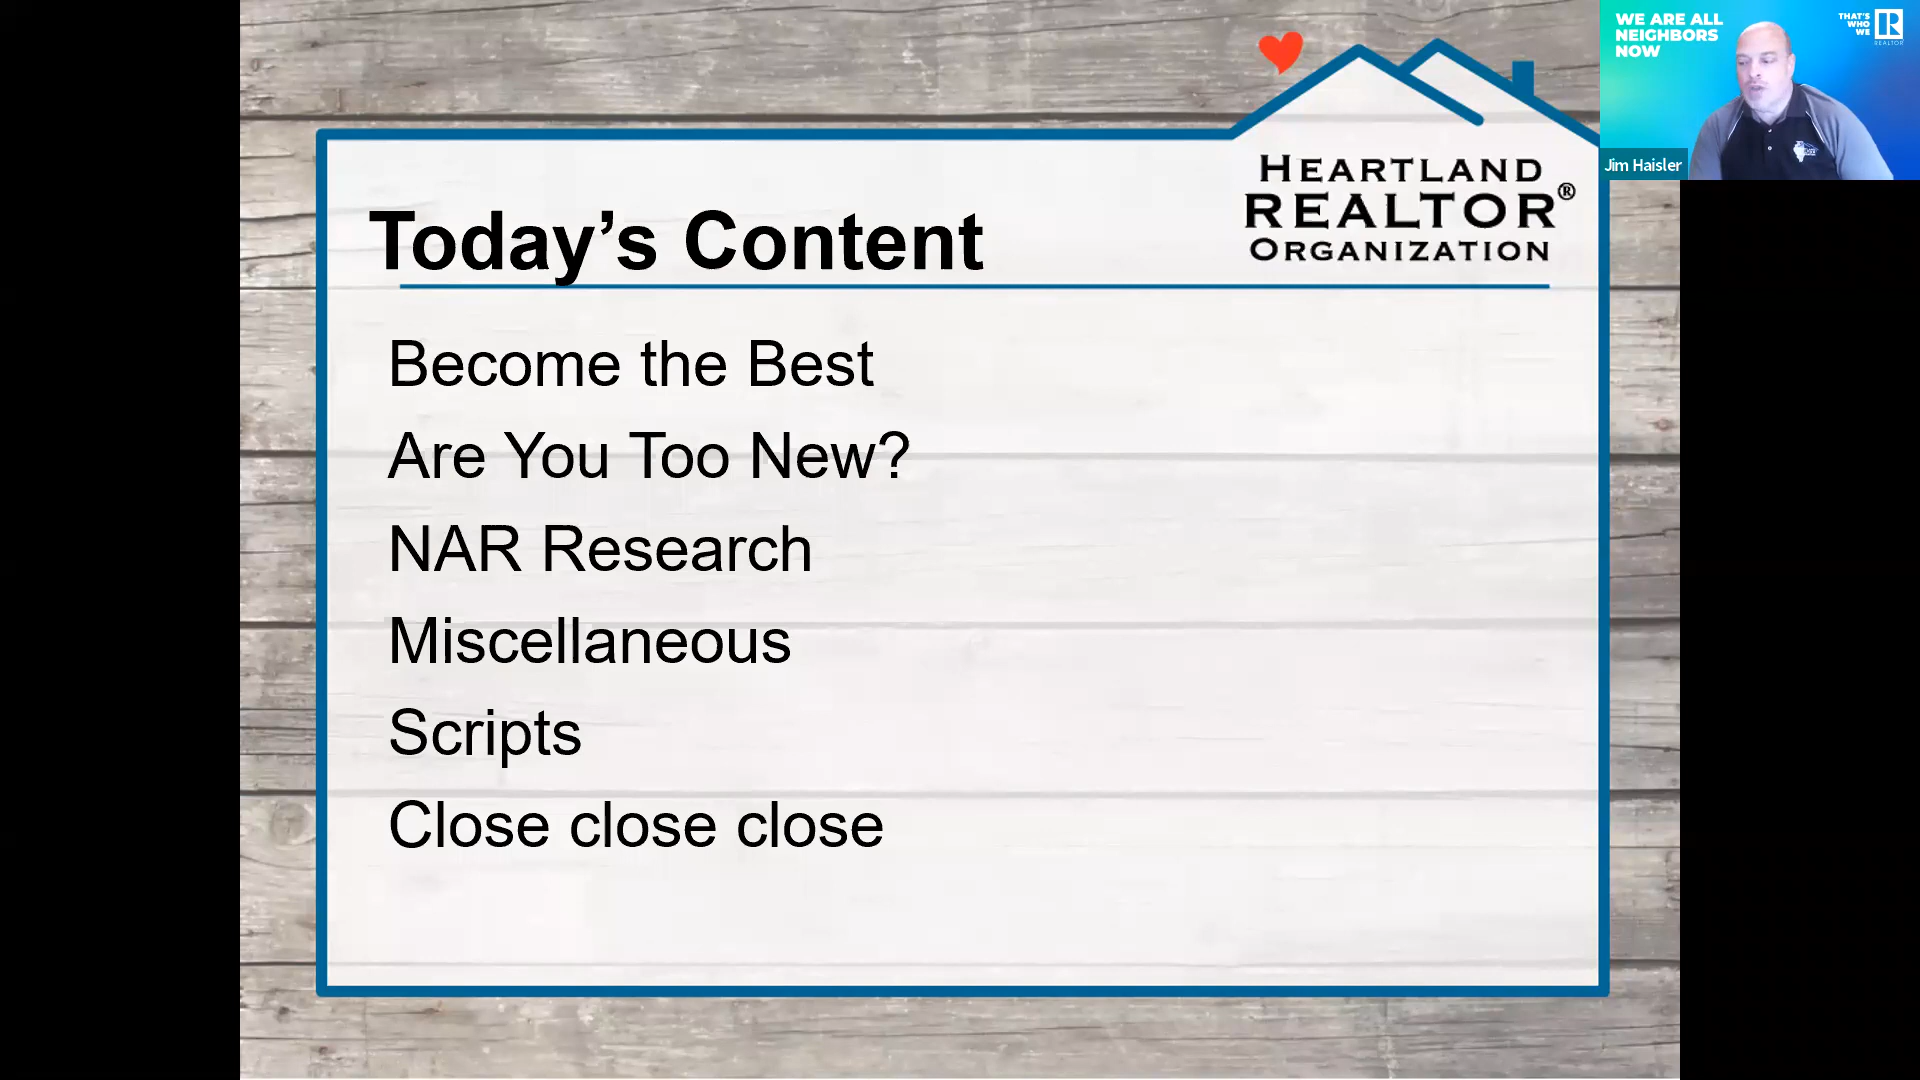 WE ARE ALL
NEIGHBORS
NOW
THAT'S
WHO
WE
R
REALTOR
Jim Haisler
HEARTLAND
REALTOR®
ORGANIZATION
Today’s Content
Become the Best
Are You Too New?
NAR Research
Miscellaneous
Scripts
Close close close